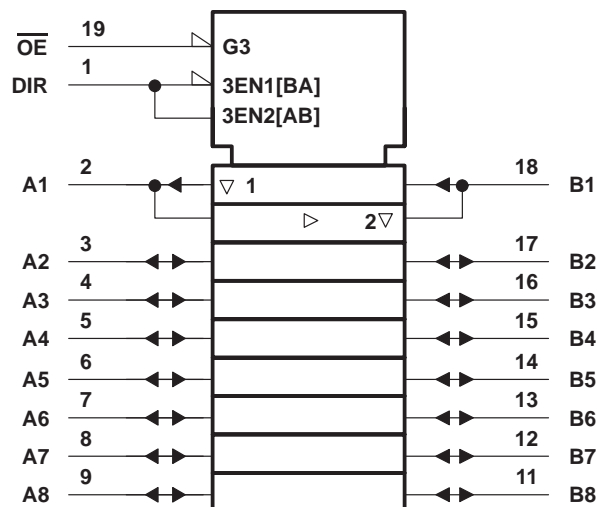 OE 19 G3
DIR 1 3EN1[BA]
3EN2[AB]
A1 2 ▽ 1 18 B1
▷ 2▽
A2 3 17 B2
A3 4 16 B3
A4 5 15 B4
A5 6 14 B5
A6 7 13 B6
A7 8 12 B7
A8 9 11 B8